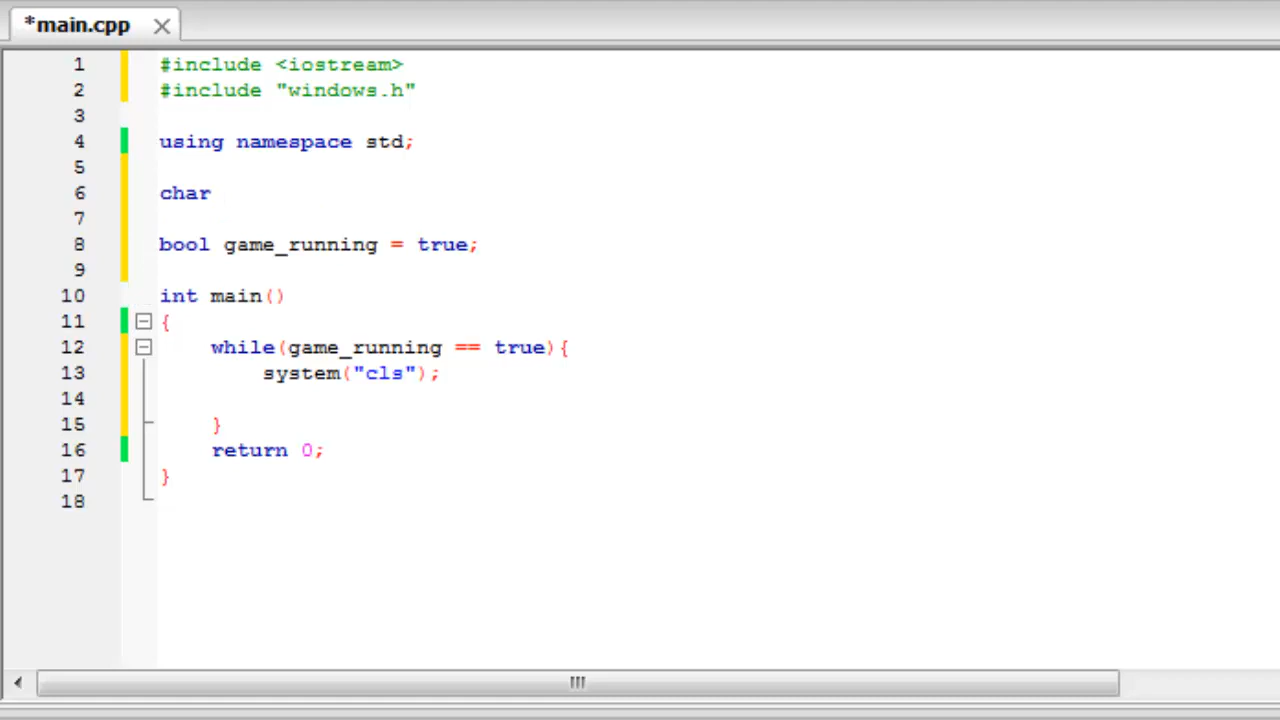 *main.cpp
1 #include <iostream>
2 #include "windows.h"
3
4 using namespace std;
5
6 char
7
8 bool game_running = true;
9
10 int main()
11 {
12 while(game_running == true){
13 system("cls");
14
15 }
16 return 0;
17 }
18